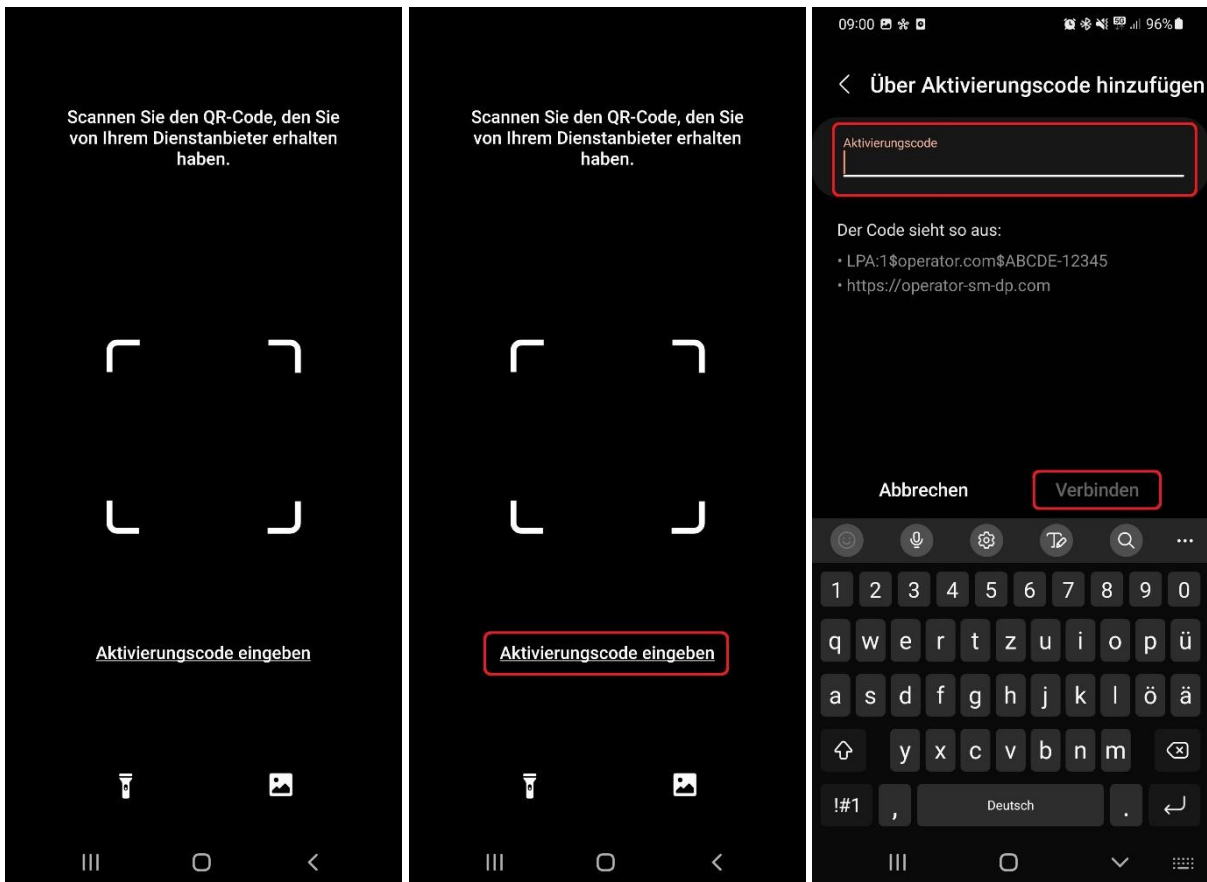 Scannen Sie den QR-Code, den Sie
von Ihrem Dienstanbieter erhalten
haben.
Aktivierungscode eingeben
Scannen Sie den QR-Code, den Sie
von Ihrem Dienstanbieter erhalten
haben.
Aktivierungscode eingeben
09:00
5G
96%
Über Aktivierungscode hinzufügen
Aktivierungscode
Der Code sieht so aus:
• LPA:1$operator.com$ABCDE-12345
• https://operator-sm-dp.com
Abbrechen Verbinden
1 2 3 4 5 6 7 8 9 0
q w e r t z u i o p ü
a s d f g h j k l ö ä
y x c v b n m
!#1 , Deutsch .